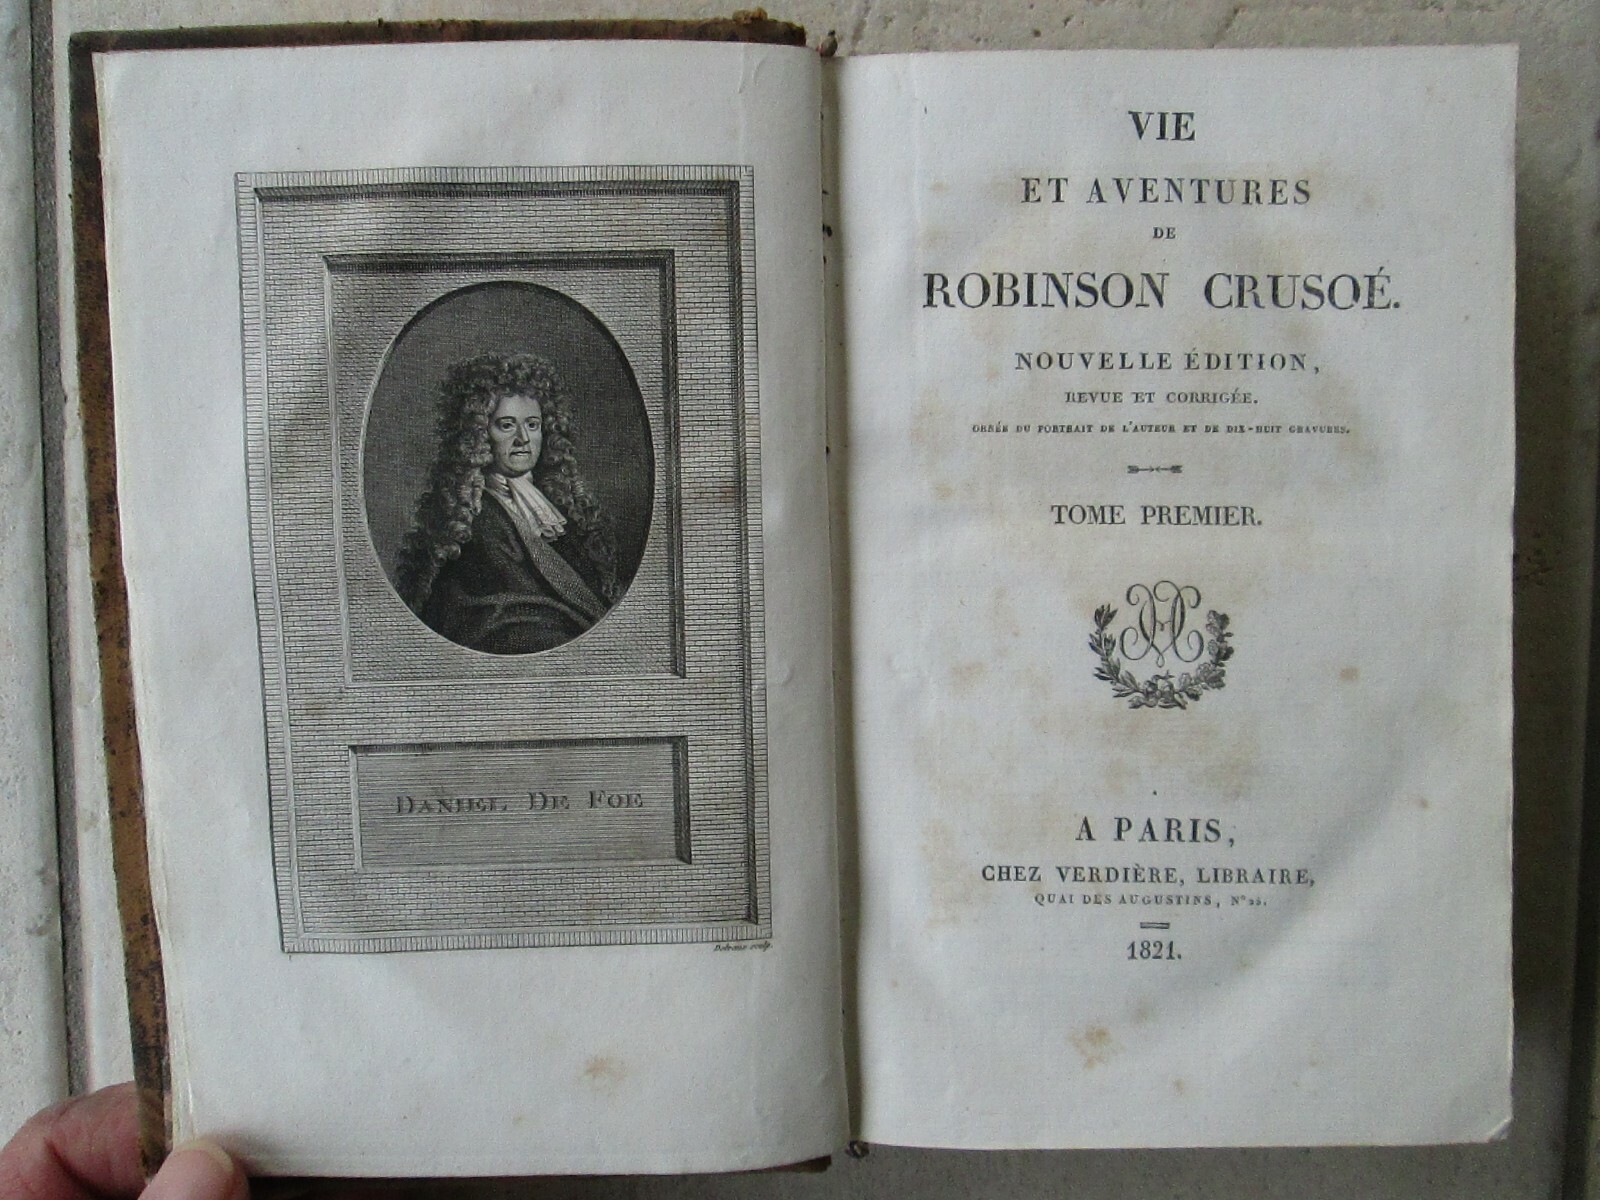 DANIEL DE FOE
VIE
ET AVENTURES
DE
ROBINSON CRUSOÉ.
NOUVELLE ÉDITION,
REVUE ET CORRIGÉE.
ORNÉE DU PORTRAIT DE L'AUTEUR ET DE DIX-HUIT GRAVURES.
TOME PREMIER.
A PARIS,
CHEZ VERDIÈRE, LIBRAIRE,
QUAI DES AUGUSTINS, N° 25.
1821.